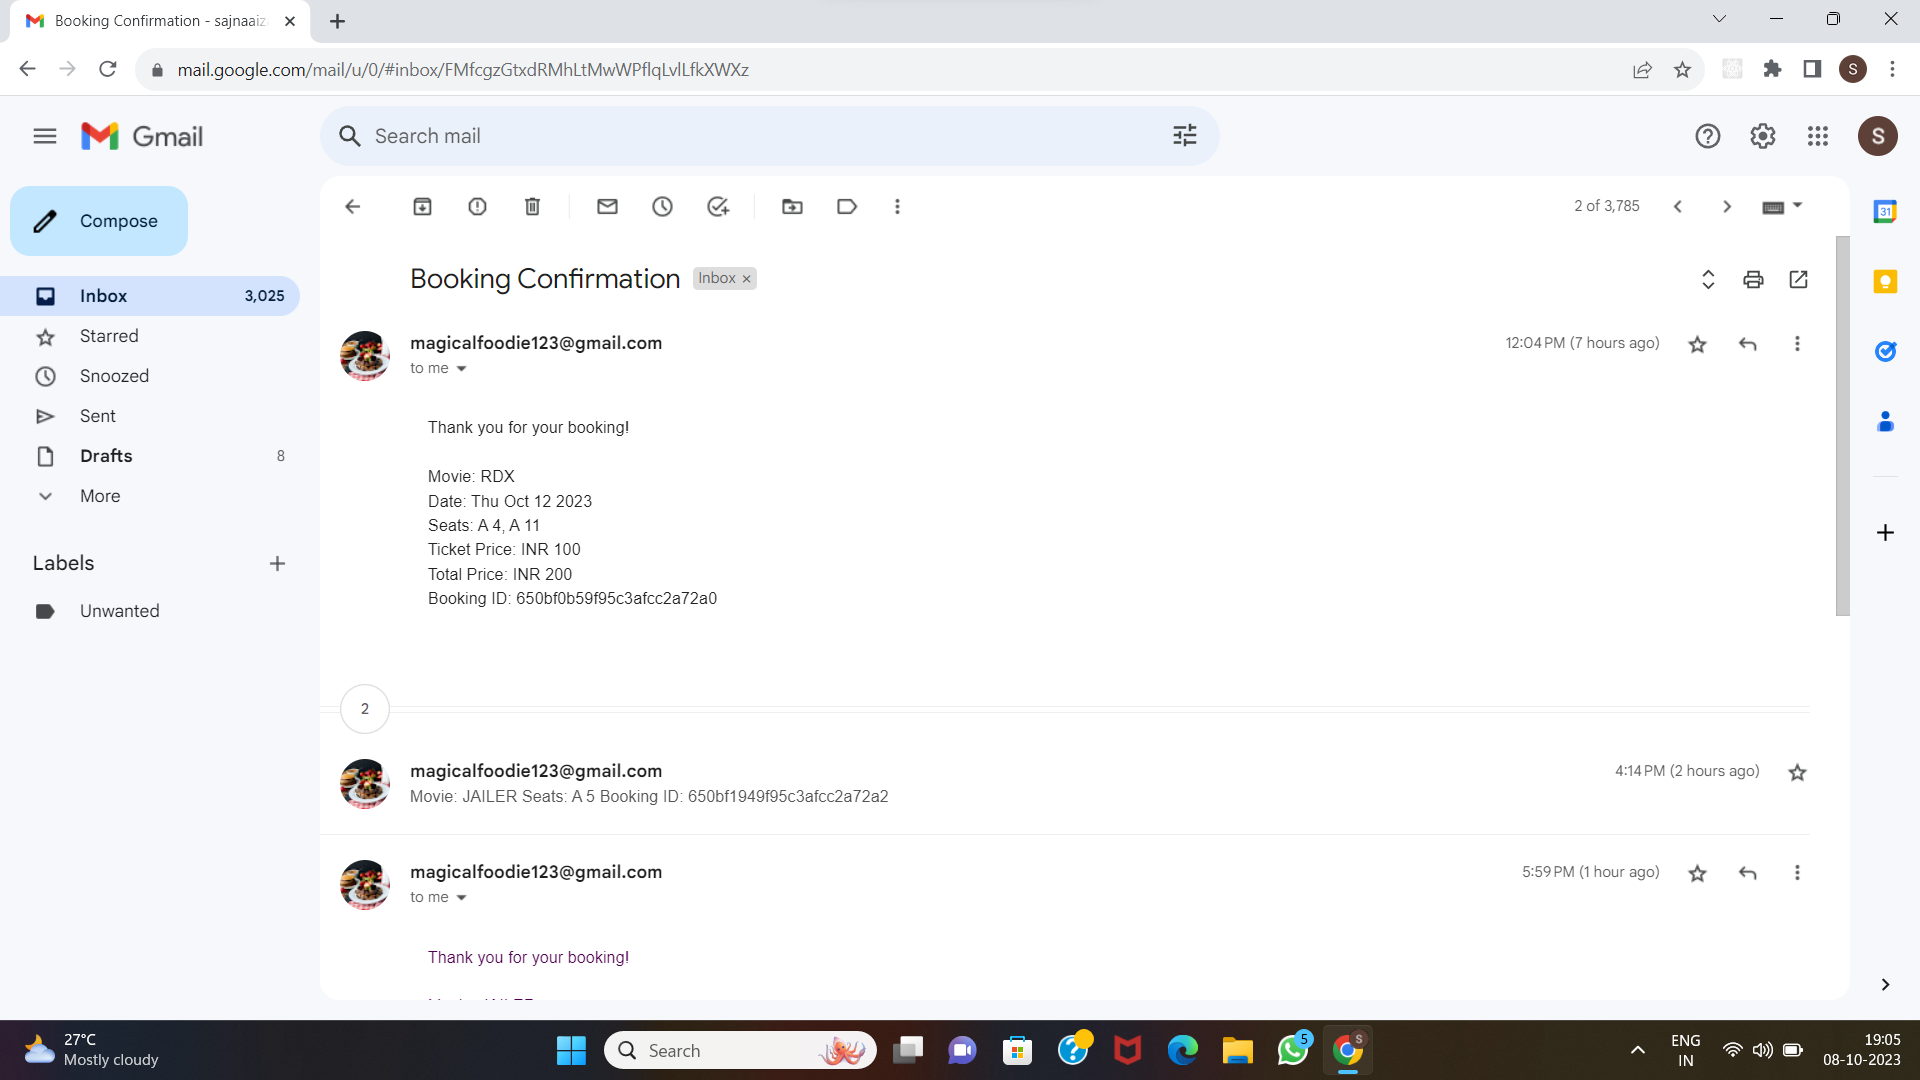 Booking Confirmation - sajnaaiz
mail.google.com/mail/u/0/#inbox/FMfcgzGtxdRMhLtMwWPflqLvlLfkXWXz
S
Gmail
Search mail
S
Compose
2 of 3,785
31
Inbox 3,025
Starred
Snoozed
Sent
Drafts 8
More
Labels
Unwanted
Booking Confirmation
Inbox ×
magicalfoodie123@gmail.com
12:04 PM (7 hours ago)
to me
Thank you for your booking!
Movie: RDX
Date: Thu Oct 12 2023
Seats: A 4, A 11
Ticket Price: INR 100
Total Price: INR 200
Booking ID: 650bf0b59f95c3afcc2a72a0
2
magicalfoodie123@gmail.com
4:14 PM (2 hours ago)
Movie: JAILER Seats: A 5 Booking ID: 650bf1949f95c3afcc2a72a2
magicalfoodie123@gmail.com
5:59 PM (1 hour ago)
to me
Thank you for your booking!
27°C
Mostly cloudy
Search
5
S
ENG
IN
19:05
08-10-2023